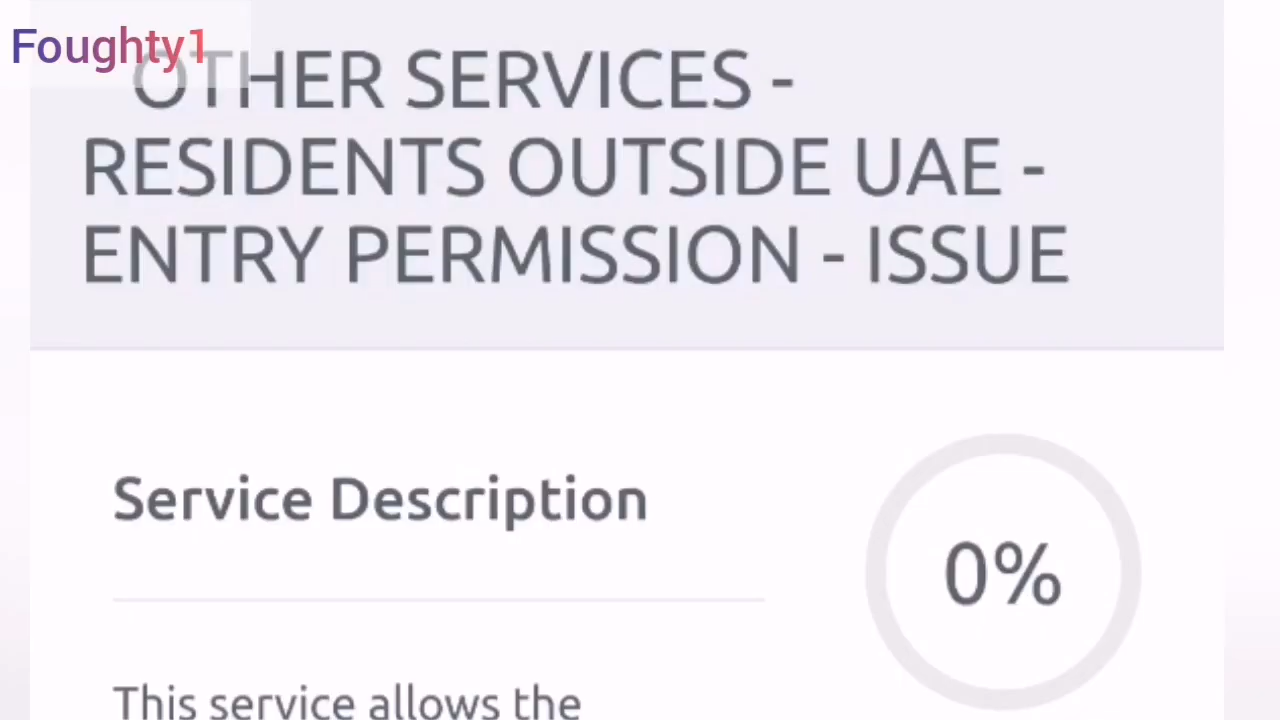 Foughty1
OTHER SERVICES -
RESIDENTS OUTSIDE UAE -
ENTRY PERMISSION - ISSUE
Service Description
0%
This service allows the